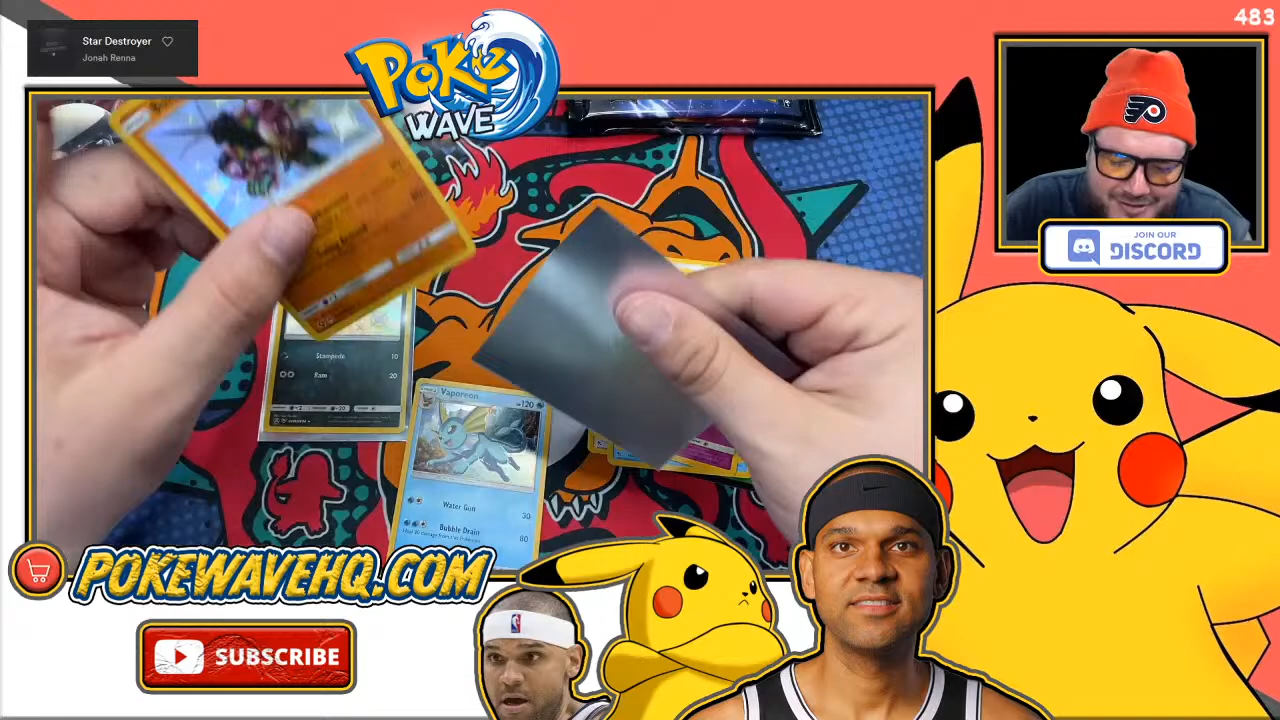 483
Star Destroyer
Jonah Renna
POKE
WAVE
JOIN OUR
DISCORD
Stampede 10
Ram 20
Vaporeon 120
Water Gun 30
Bubble Drain 80
POKEWAVEHQ.COM
SUBSCRIBE